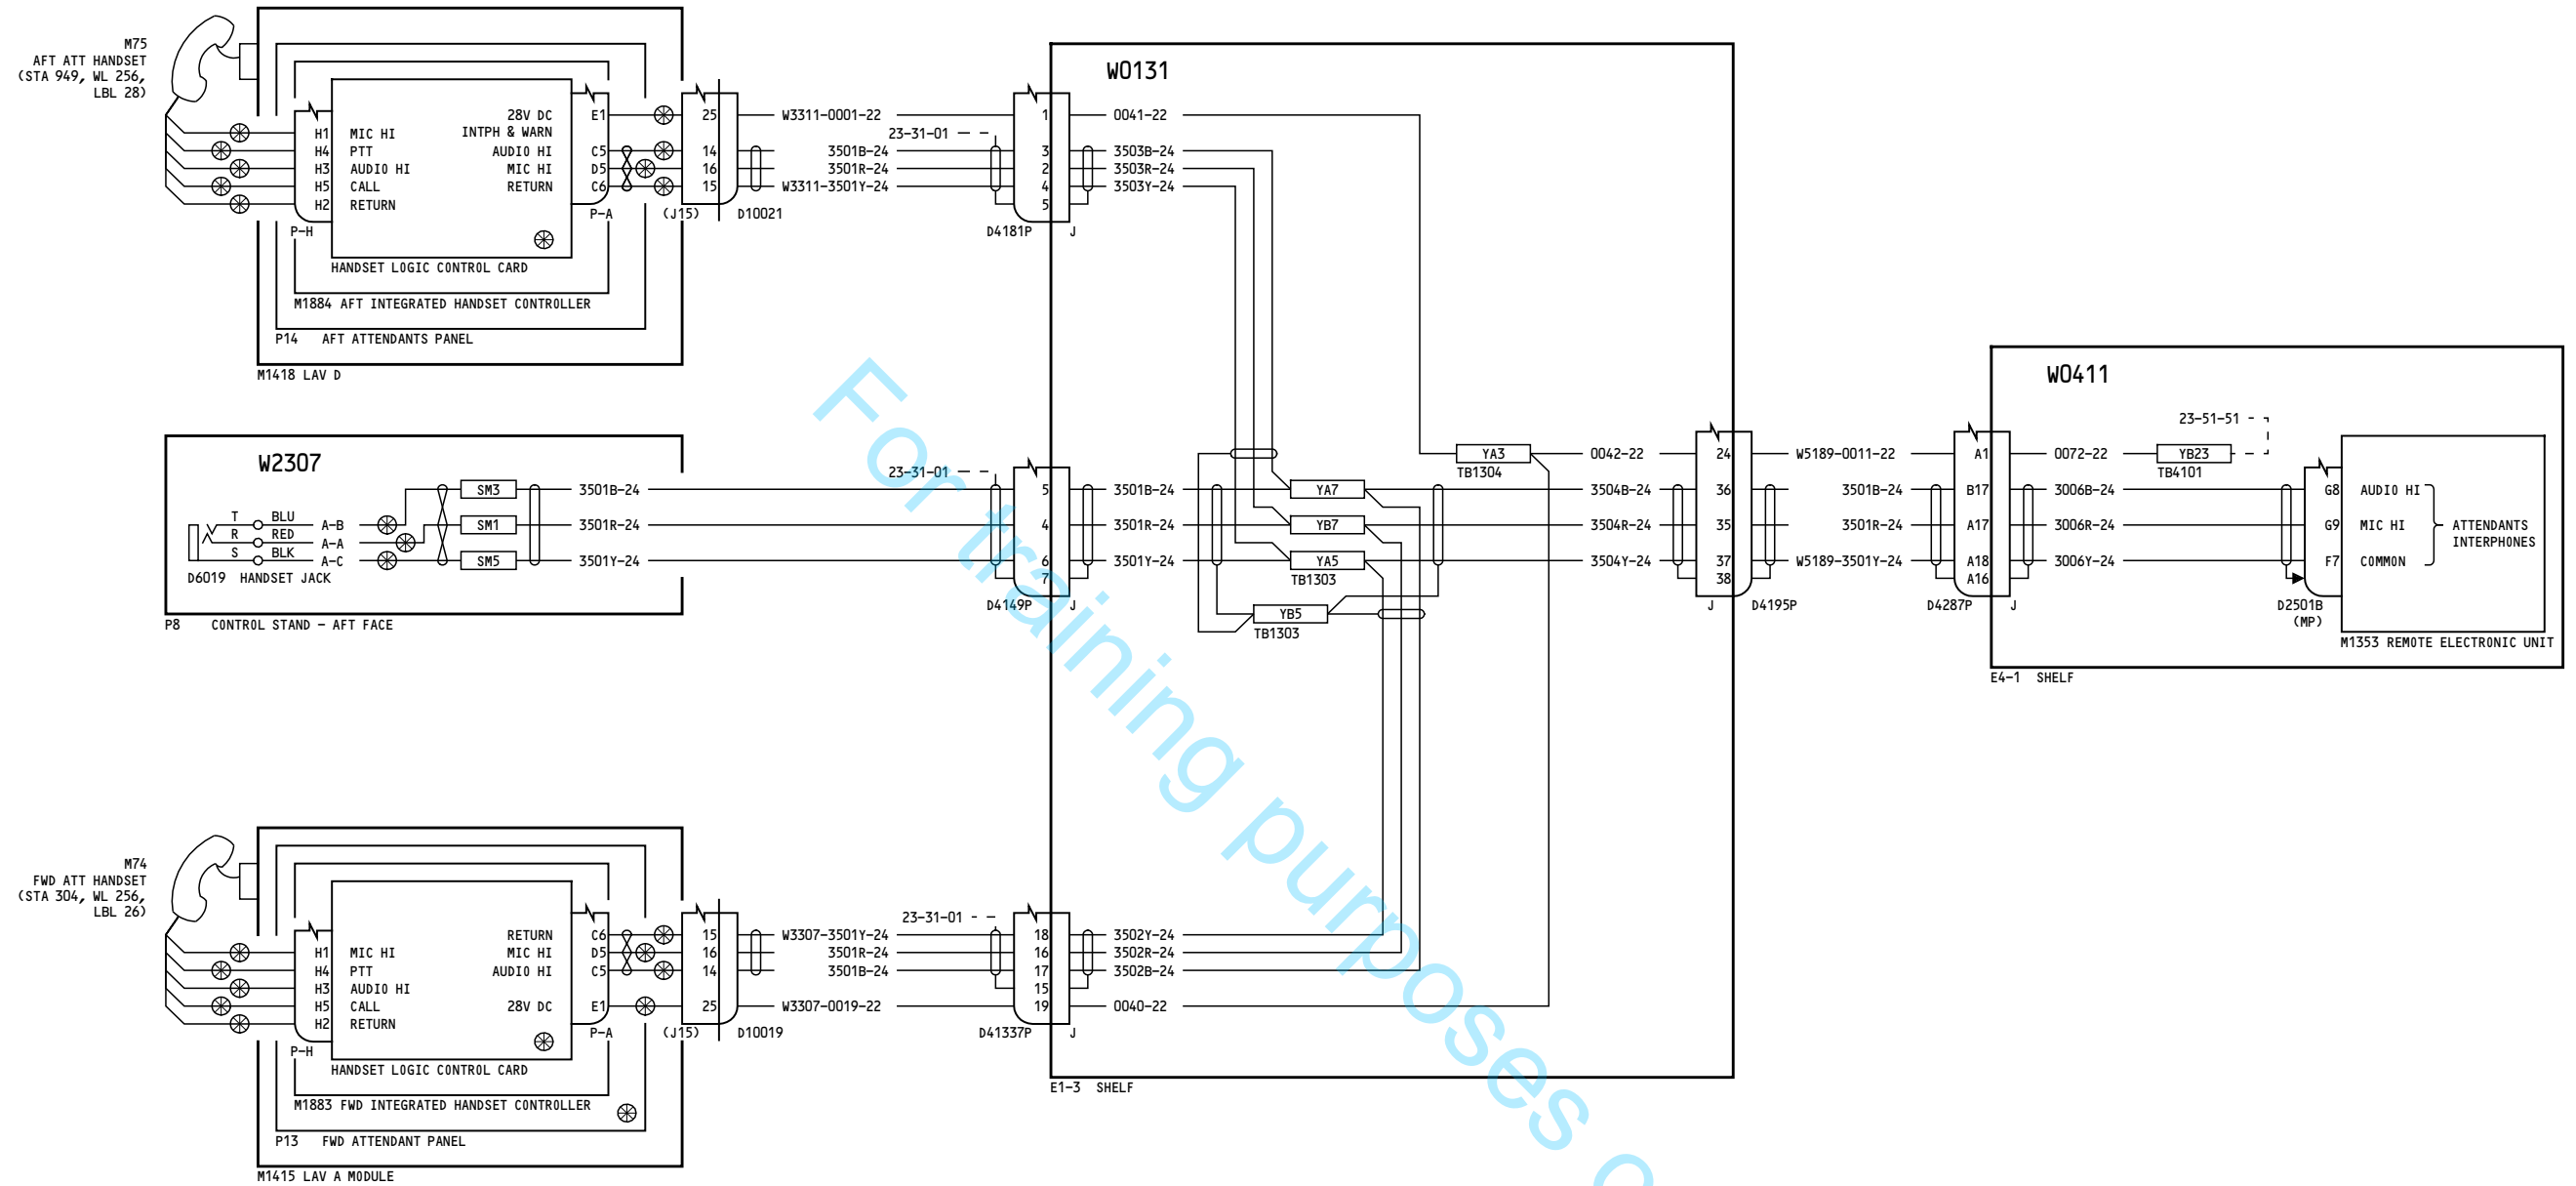 M75
AFT ATT HANDSET
(STA 949, WL 256,
LBL 28)
H1 MIC HI
H4 PTT
H3 AUDIO HI
H5 CALL
H2 RETURN
P-H
28V DC E1
INTPH & WARN
AUDIO HI C5
MIC HI D5
RETURN C6
P-A
HANDSET LOGIC CONTROL CARD
M1884 AFT INTEGRATED HANDSET CONTROLLER
P14 AFT ATTENDANTS PANEL
M1418 LAV D
25
14
16
15
(J15) D10021
W3311-0001-22
23-31-01
3501B-24
3501R-24
W3311-3501Y-24
1
3
2
4
5
D4181P J
W0131
0041-22
3503B-24
3503R-24
3503Y-24
W2307
T BLU A-B
R RED A-A
S BLK A-C
D6019 HANDSET JACK
SM3
SM1
SM5
3501B-24
3501R-24
3501Y-24
P8 CONTROL STAND - AFT FACE
23-31-01
5
4
6
7
D4149P J
3501B-24
3501R-24
3501Y-24
YA7
YB7
YA5
TB1303
YB5
TB1303
YA3
TB1304
0042-22
3504B-24
3504R-24
3504Y-24
24
36
35
37
38
J D4195P
W5189-0011-22
3501B-24
3501R-24
W5189-3501Y-24
A1
B17
A17
A18
A16
D4287P J
W0411
0072-22
3006B-24
3006R-24
3006Y-24
23-51-51
YB23
TB4101
G8 AUDIO HI
G9 MIC HI
F7 COMMON
ATTENDANTS
INTERPHONES
D2501B
(MP)
M1353 REMOTE ELECTRONIC UNIT
E4-1 SHELF
M74
FWD ATT HANDSET
(STA 304, WL 256,
LBL 26)
H1 MIC HI
H4 PTT
H3 AUDIO HI
H5 CALL
H2 RETURN
P-H
RETURN C6
MIC HI D5
AUDIO HI C5
28V DC E1
P-A
HANDSET LOGIC CONTROL CARD
M1883 FWD INTEGRATED HANDSET CONTROLLER
P13 FWD ATTENDANT PANEL
M1415 LAV A MODULE
15
16
14
25
(J15) D10019
23-31-01
W3307-3501Y-24
3501R-24
3501B-24
W3307-0019-22
18
16
17
15
19
D41337P J
3502Y-24
3502R-24
3502B-24
0040-22
E1-3 SHELF
For training purposes